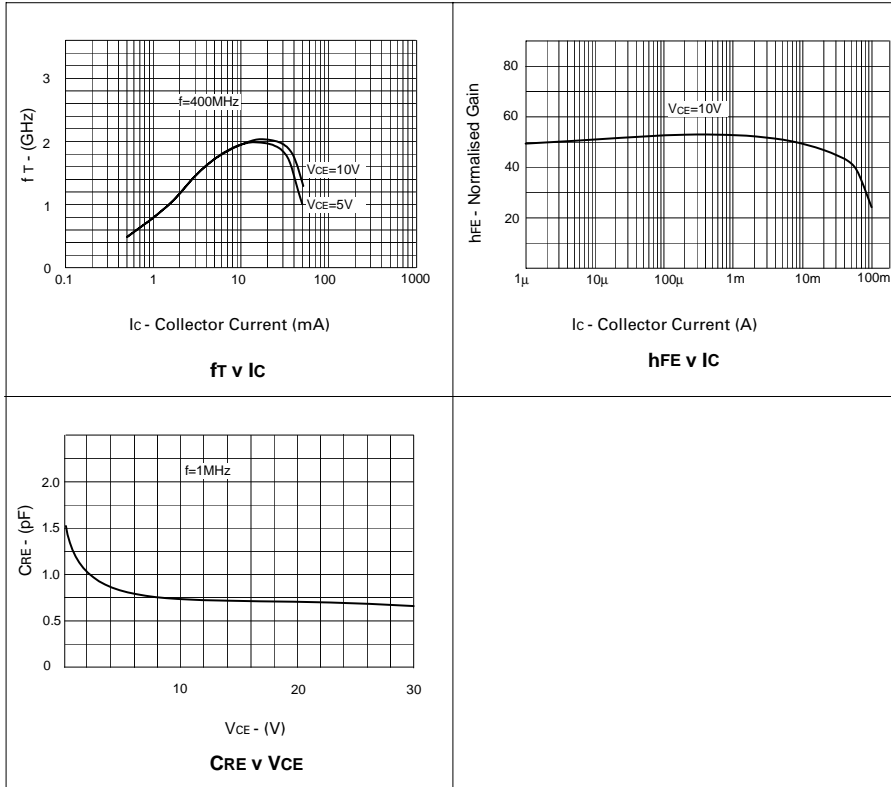 3
2
1
0
fT - (GHz)
f=400MHz
VCE=10V
VCE=5V
0.1 1 10 100 1000
IC - Collector Current (mA)
fT v IC
80
60
40
20
hFE - Normalised Gain
VCE=10V
1µ 10µ 100µ 1m 10m 100m
IC - Collector Current (A)
hFE v IC
2.0
1.5
1.0
0.5
0
CRE - (pF)
f=1MHz
10 20 30
VCE - (V)
CRE v VCE